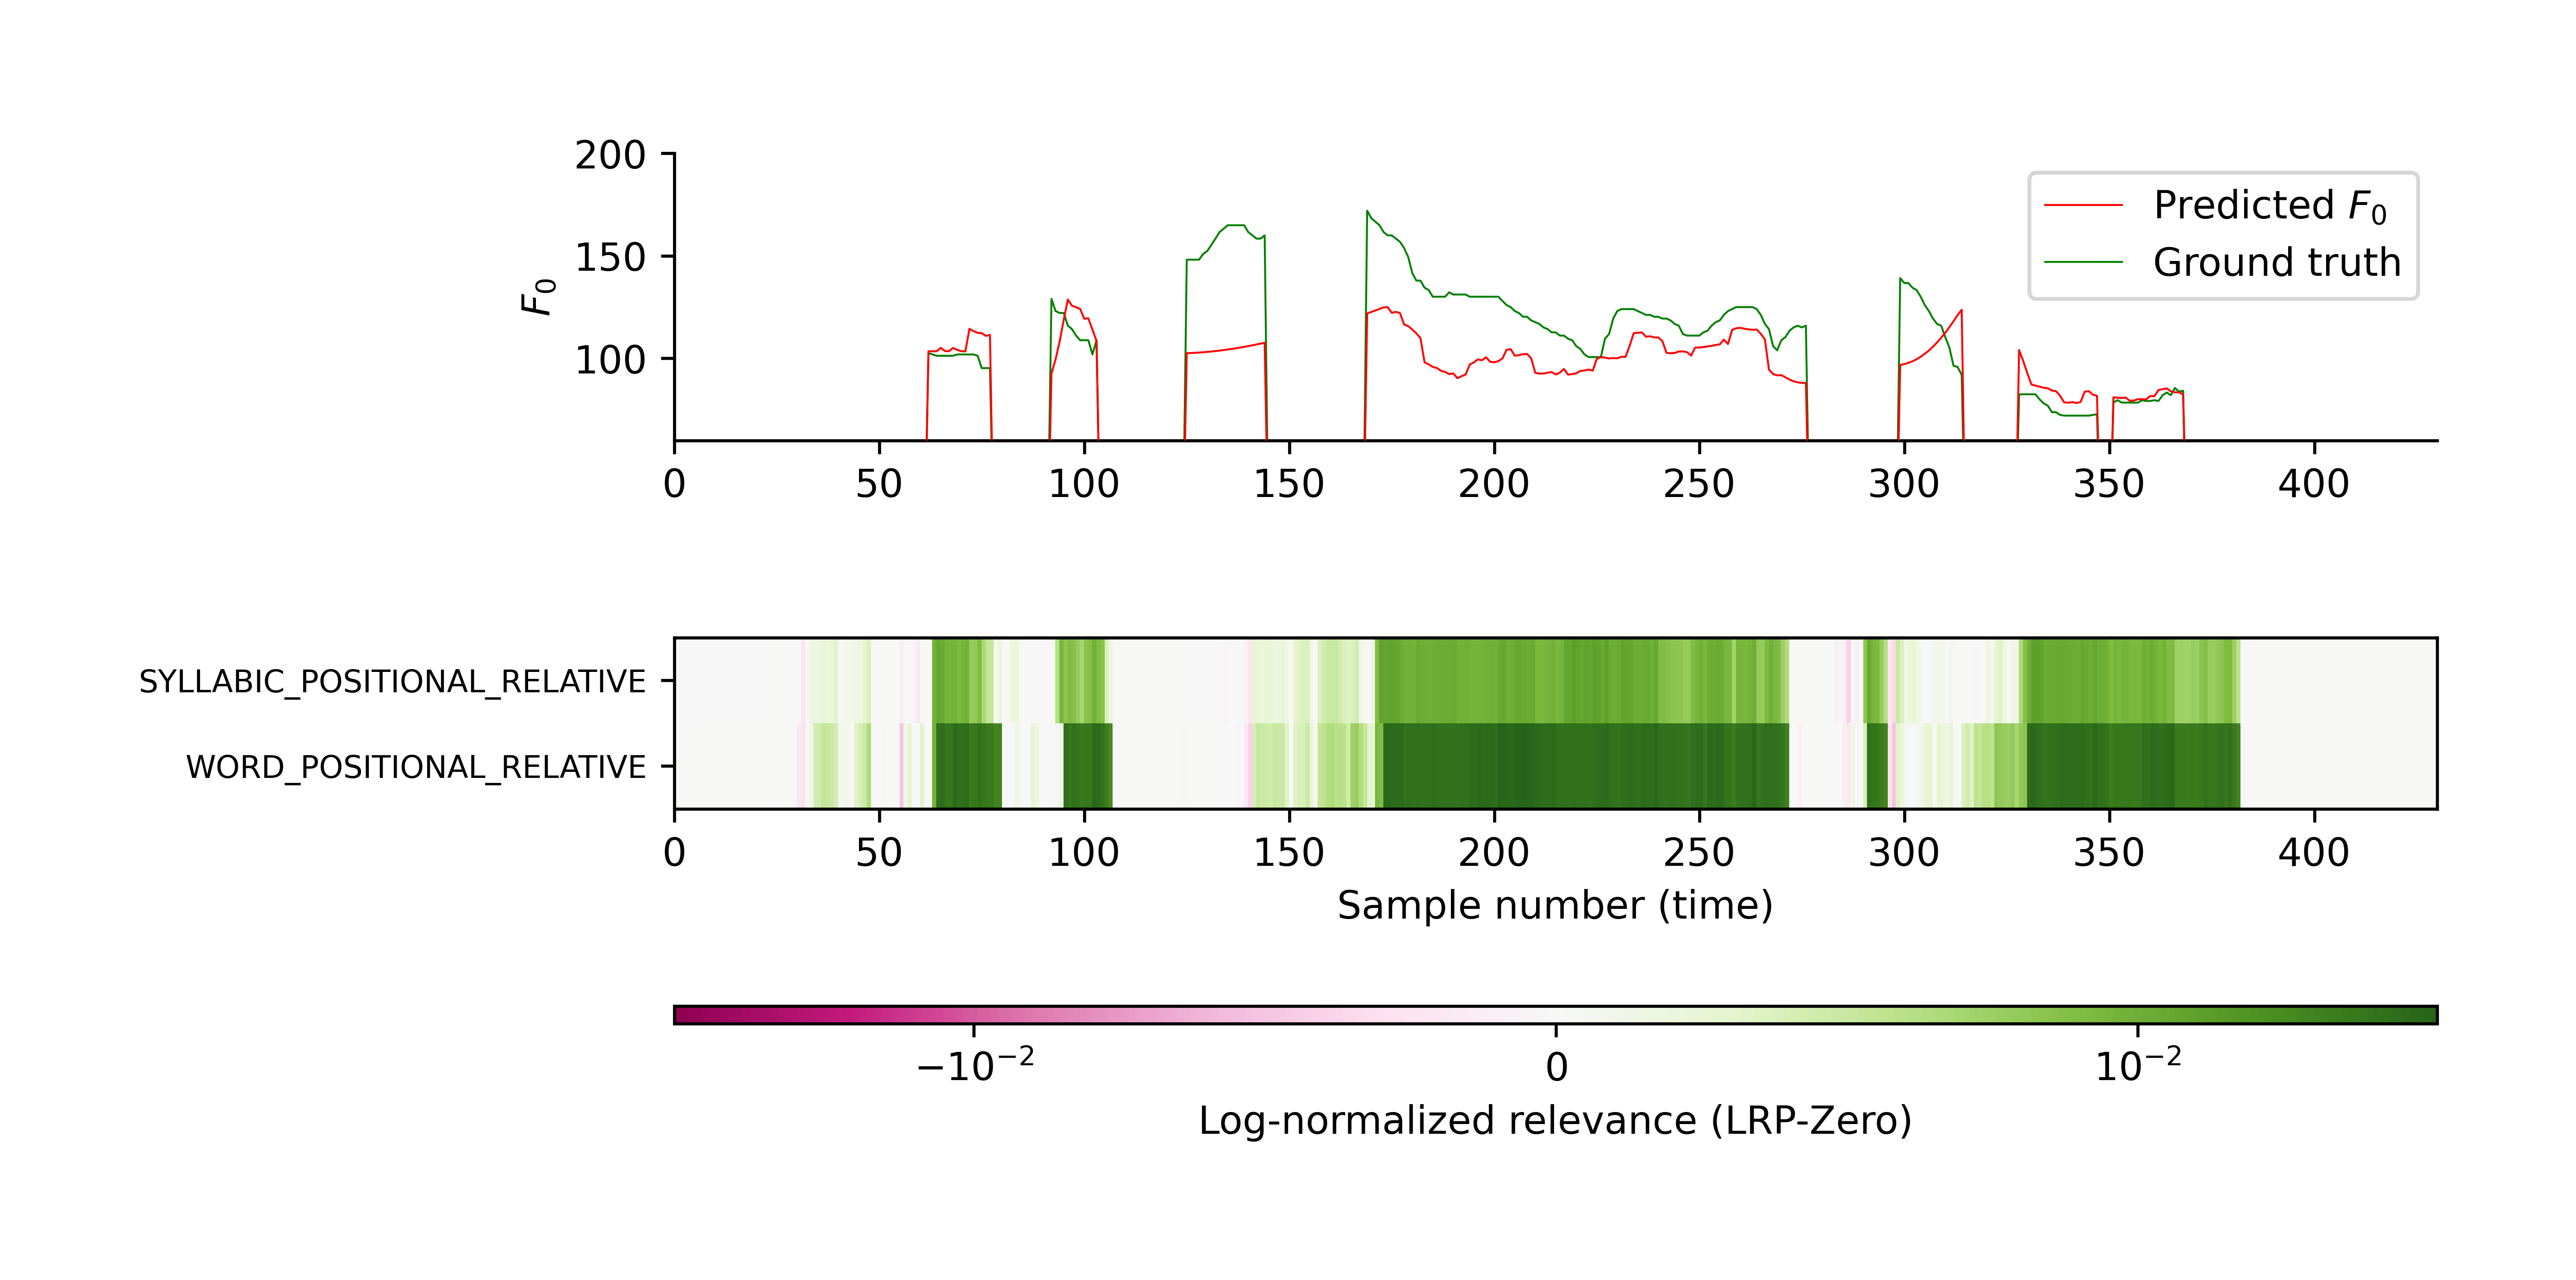 200
150
100
F₀
Predicted F₀
Ground truth
0 50 100 150 200 250 300 350 400
SYLLABIC_POSITIONAL_RELATIVE
WORD_POSITIONAL_RELATIVE
0 50 100 150 200 250 300 350 400
Sample number (time)
−10⁻² 0 10⁻²
Log-normalized relevance (LRP-Zero)